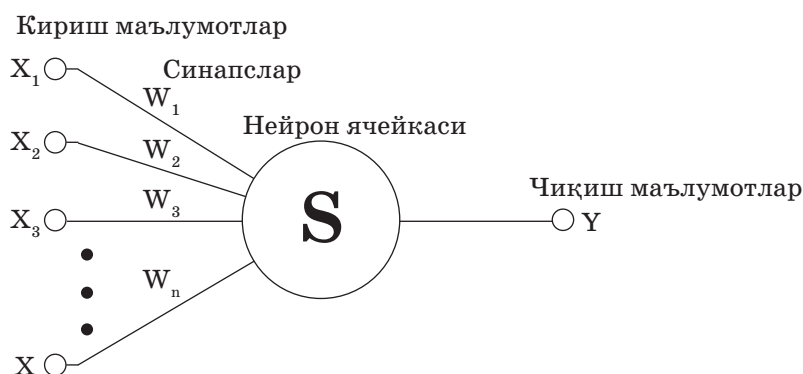 Кириш маълумотлар
X₁
Синапслар
W₁
Нейрон ячейкаси
X₂
W₂
Чиқиш маълумотлар
X₃
W₃
S
Y
Wₙ
X